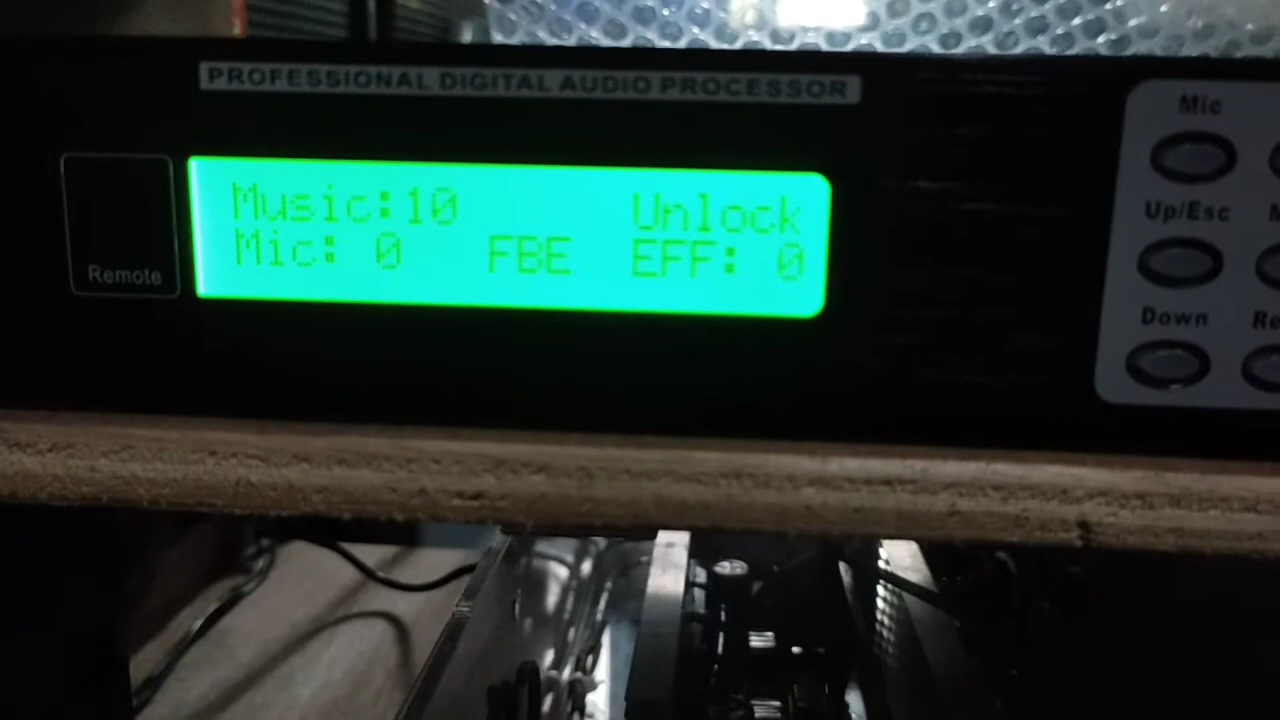 PROFESSIONAL DIGITAL AUDIO PROCESSOR
Mic
Music:10 Unlock
Up/Esc
Mic: 0 FBE EFF: 0
Remote
Down